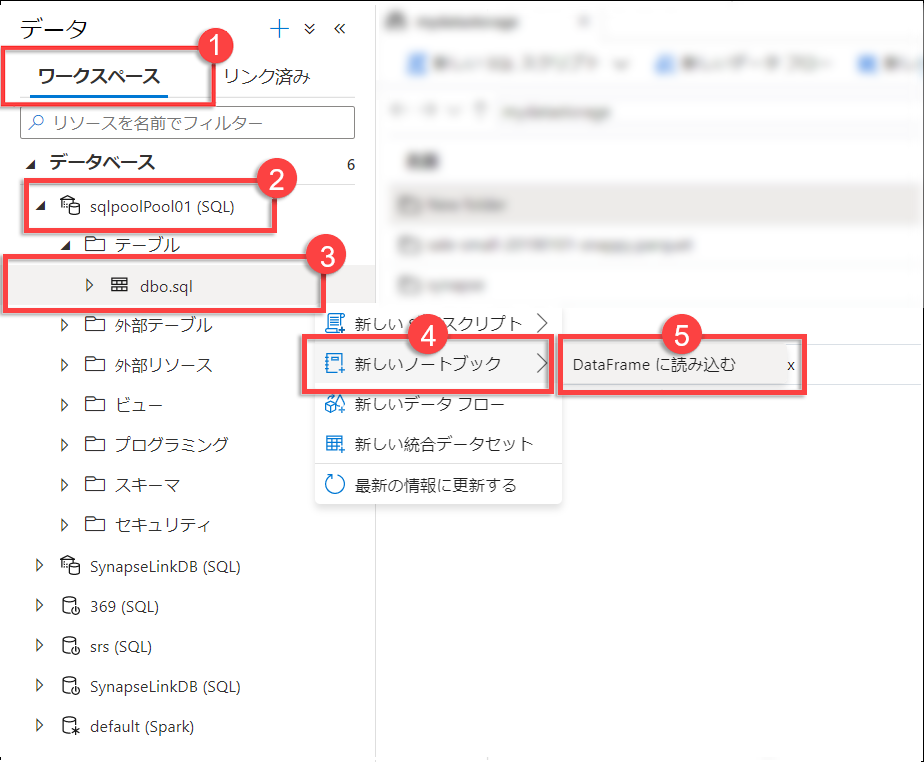 データ
ワークスペース
リンク済み
リソースを名前でフィルター
データベース 6
sqlpoolPool01 (SQL)
テーブル
dbo.sql
外部テーブル
外部リソース
ビュー
プログラミング
スキーマ
セキュリティ
SynapseLinkDB (SQL)
369 (SQL)
srs (SQL)
SynapseLinkDB (SQL)
default (Spark)
1
2
3
新しい スクリプト
4
新しいノートブック
新しいデータ フロー
新しい統合データセット
最新の情報に更新する
5
DataFrame に読み込む x